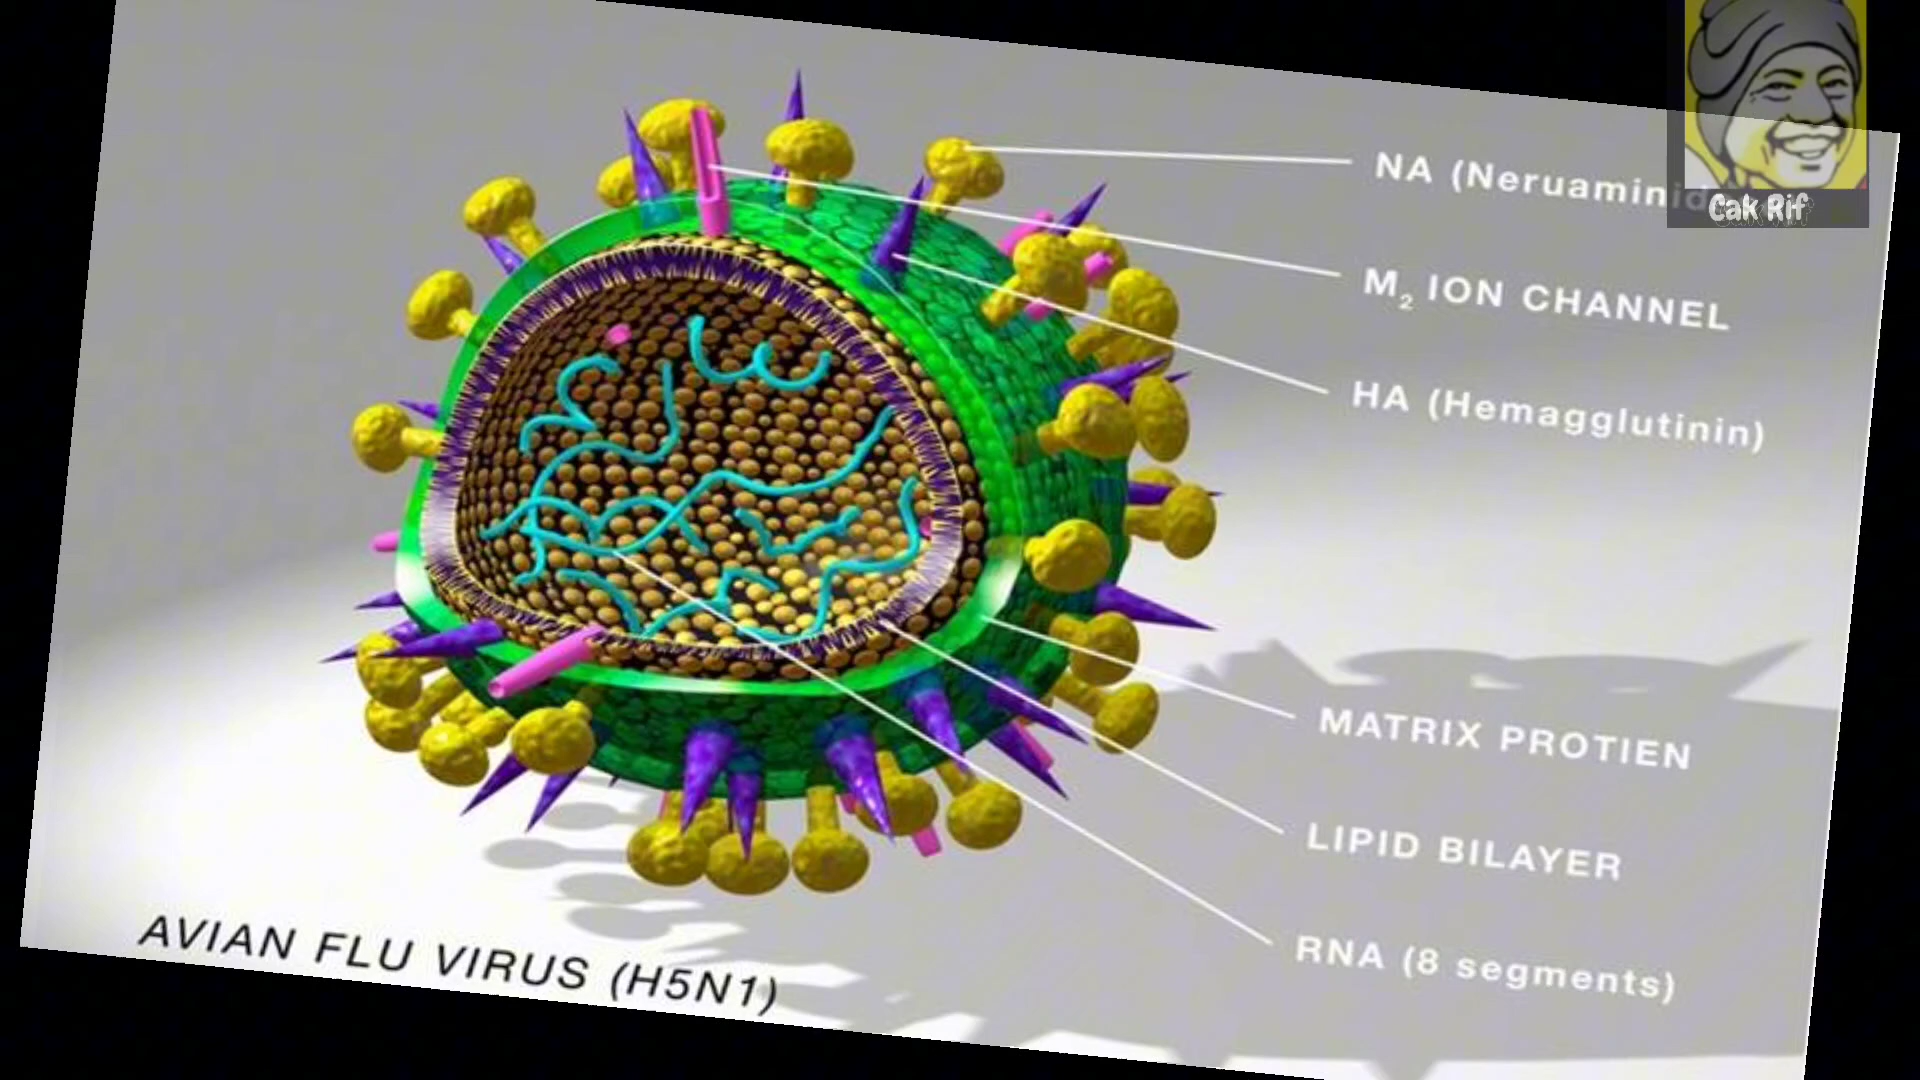 NA (Neruaminid
M₂ ION CHANNEL
HA (Hemagglutinin)
MATRIX PROTIEN
LIPID BILAYER
RNA (8 segments)
AVIAN FLU VIRUS (H5N1)
Cak Rif